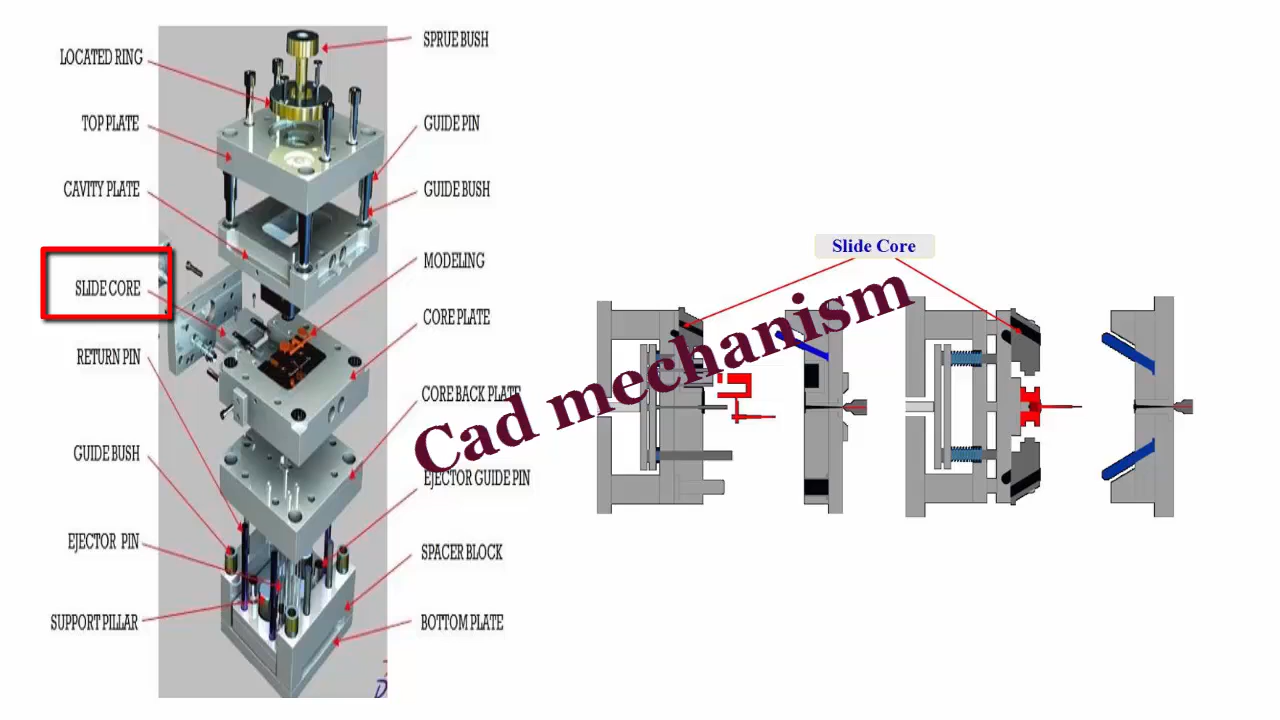 SPRUE BUSH
LOCATED RING
TOP PLATE
GUIDE PIN
CAVITY PLATE
GUIDE BUSH
MODELING
SLIDE CORE
CORE PLATE
RETURN PIN
CORE BACK PLATE
GUIDE BUSH
EJECTOR GUIDE PIN
EJECTOR PIN
SPACER BLOCK
SUPPORT PILLAR
BOTTOM PLATE
Slide Core
Cad mechanism